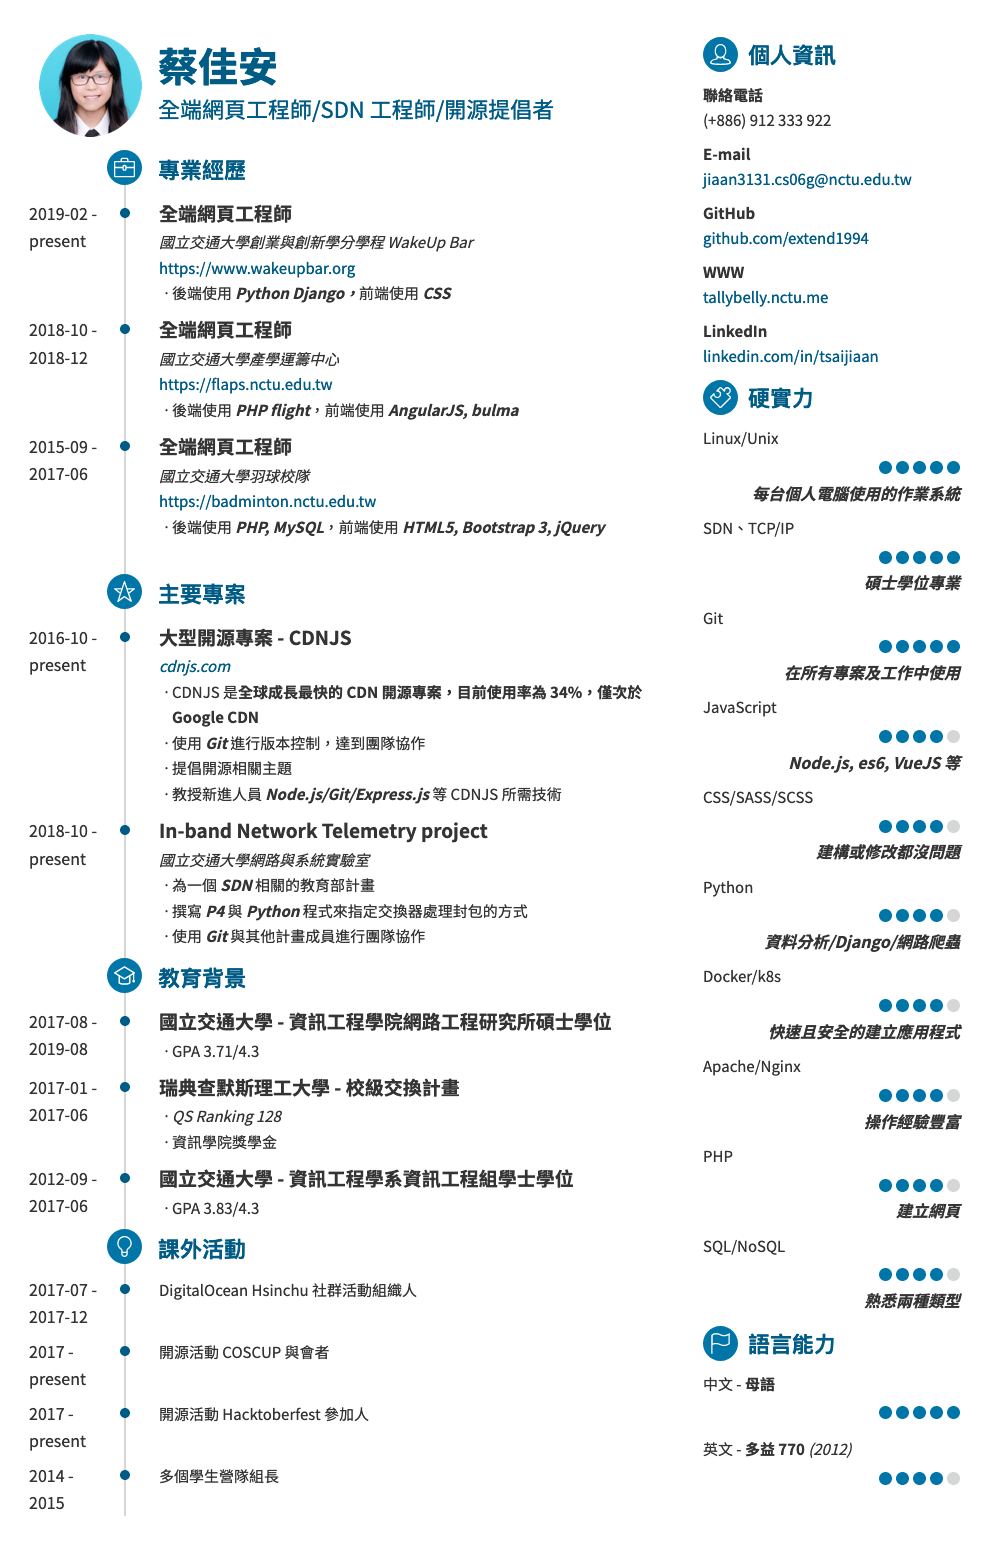 蔡佳安
全端網頁工程師/SDN 工程師/開源提倡者
專業經歷
2019-02 -
present
全端網頁工程師
國立交通大學創業與創新學分學程 WakeUp Bar
https://www.wakeupbar.org
· 後端使用 Python Django，前端使用 CSS
2018-10 -
2018-12
全端網頁工程師
國立交通大學產學運籌中心
https://flaps.nctu.edu.tw
· 後端使用 PHP flight，前端使用 AngularJS, bulma
2015-09 -
2017-06
全端網頁工程師
國立交通大學羽球校隊
https://badminton.nctu.edu.tw
· 後端使用 PHP, MySQL，前端使用 HTML5, Bootstrap 3, jQuery
主要專案
2016-10 -
present
大型開源專案 - CDNJS
cdnjs.com
· CDNJS 是全球成長最快的 CDN 開源專案，目前使用率為 34%，僅次於
Google CDN
· 使用 Git 進行版本控制，達到團隊協作
· 提倡開源相關主題
· 教授新進人員 Node.js/Git/Express.js 等 CDNJS 所需技術
2018-10 -
present
In-band Network Telemetry project
國立交通大學網路與系統實驗室
· 為一個 SDN 相關的教育部計畫
· 撰寫 P4 與 Python 程式來指定交換器處理封包的方式
· 使用 Git 與其他計畫成員進行團隊協作
教育背景
2017-08 -
2019-08
國立交通大學 - 資訊工程學院網路工程研究所碩士學位
· GPA 3.71/4.3
2017-01 -
2017-06
瑞典查默斯理工大學 - 校級交換計畫
· QS Ranking 128
· 資訊學院獎學金
2012-09 -
2017-06
國立交通大學 - 資訊工程學系資訊工程組學士學位
· GPA 3.83/4.3
課外活動
2017-07 -
2017-12
DigitalOcean Hsinchu 社群活動組織人
2017 -
present
開源活動 COSCUP 與會者
2017 -
present
開源活動 Hacktoberfest 參加人
2014 -
2015
多個學生營隊組長
個人資訊
聯絡電話
(+886) 912 333 922
E-mail
jiaan3131.cs06g@nctu.edu.tw
GitHub
github.com/extend1994
WWW
tallybelly.nctu.me
LinkedIn
linkedin.com/in/tsaijiaan
硬實力
Linux/Unix
每台個人電腦使用的作業系統
SDN、TCP/IP
碩士學位專業
Git
在所有專案及工作中使用
JavaScript
Node.js, es6, VueJS 等
CSS/SASS/SCSS
建構或修改都沒問題
Python
資料分析/Django/網路爬蟲
Docker/k8s
快速且安全的建立應用程式
Apache/Nginx
操作經驗豐富
PHP
建立網頁
SQL/NoSQL
熟悉兩種類型
語言能力
中文 - 母語
英文 - 多益 770 (2012)